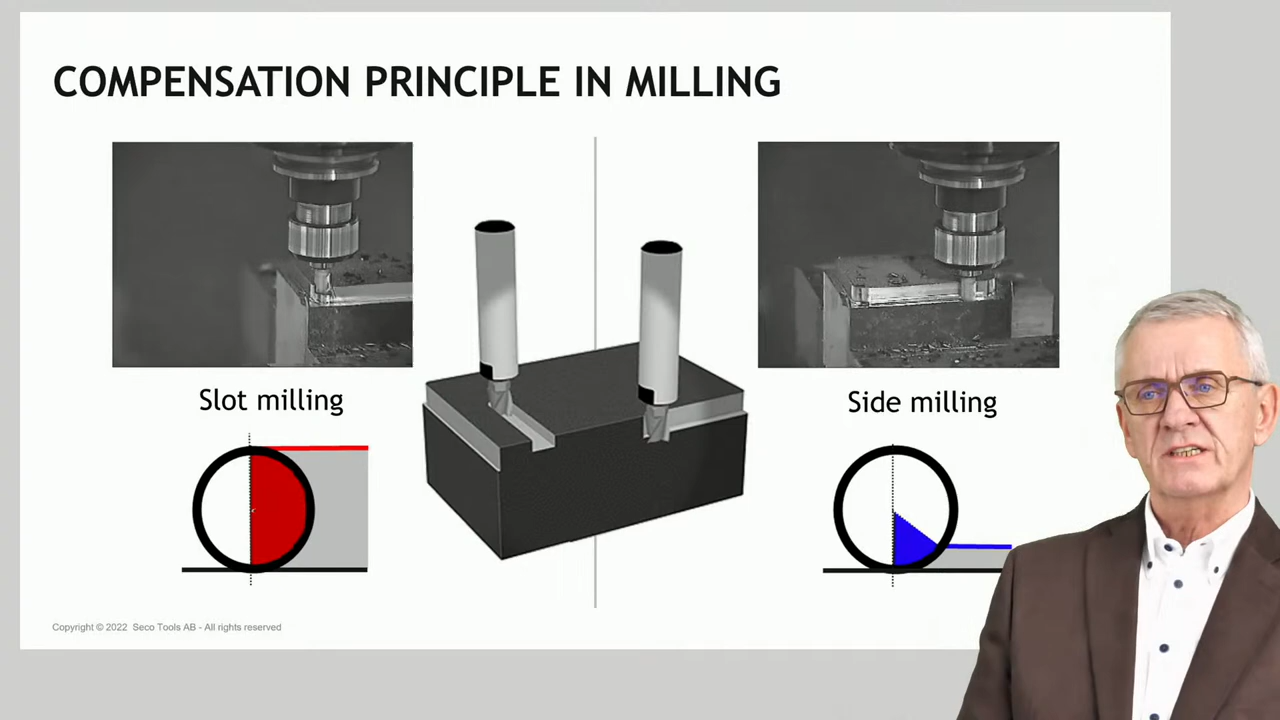 COMPENSATION PRINCIPLE IN MILLING
Slot milling
Side milling
Copyright © 2022 Seco Tools AB - All rights reserved